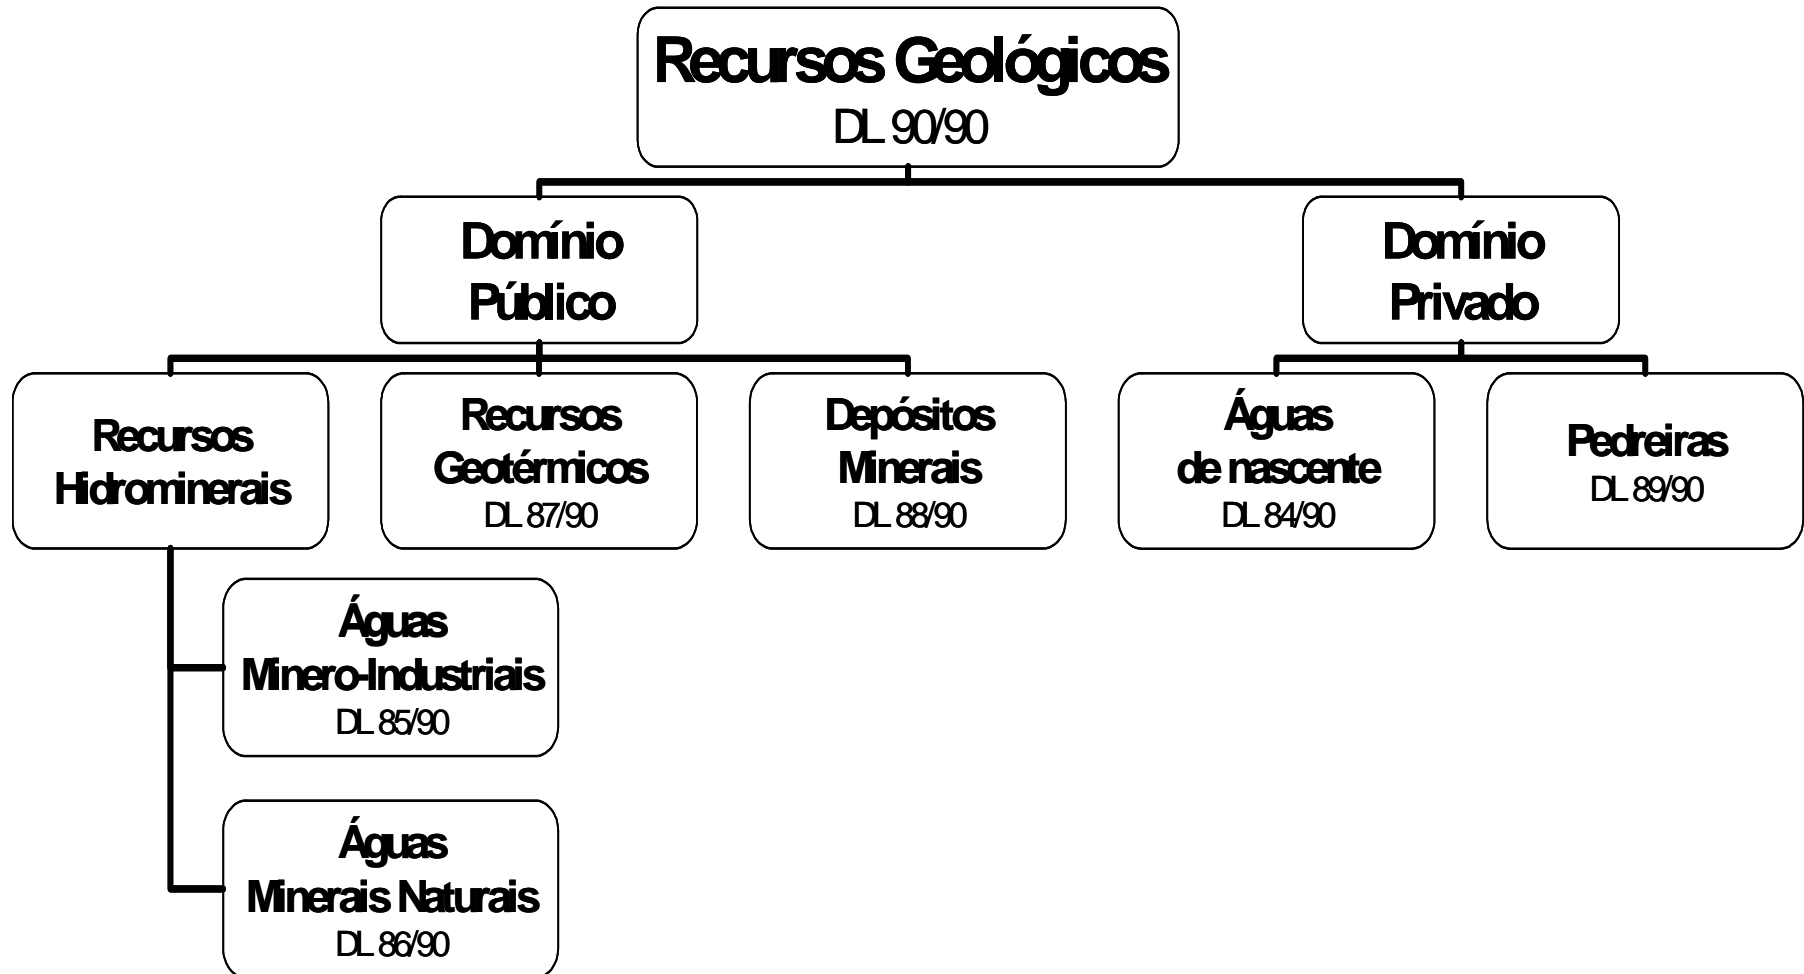 Recursos Geológicos
DL 90/90
Domínio
Público
Domínio
Privado
Recursos
Hidrominerais
Recursos
Geotérmicos
DL 87/90
Depósitos
Minerais
DL 88/90
Águas
de nascente
DL 84/90
Pedreiras
DL 89/90
Águas
Minero-Industriais
DL 85/90
Águas
Minerais Naturais
DL 86/90